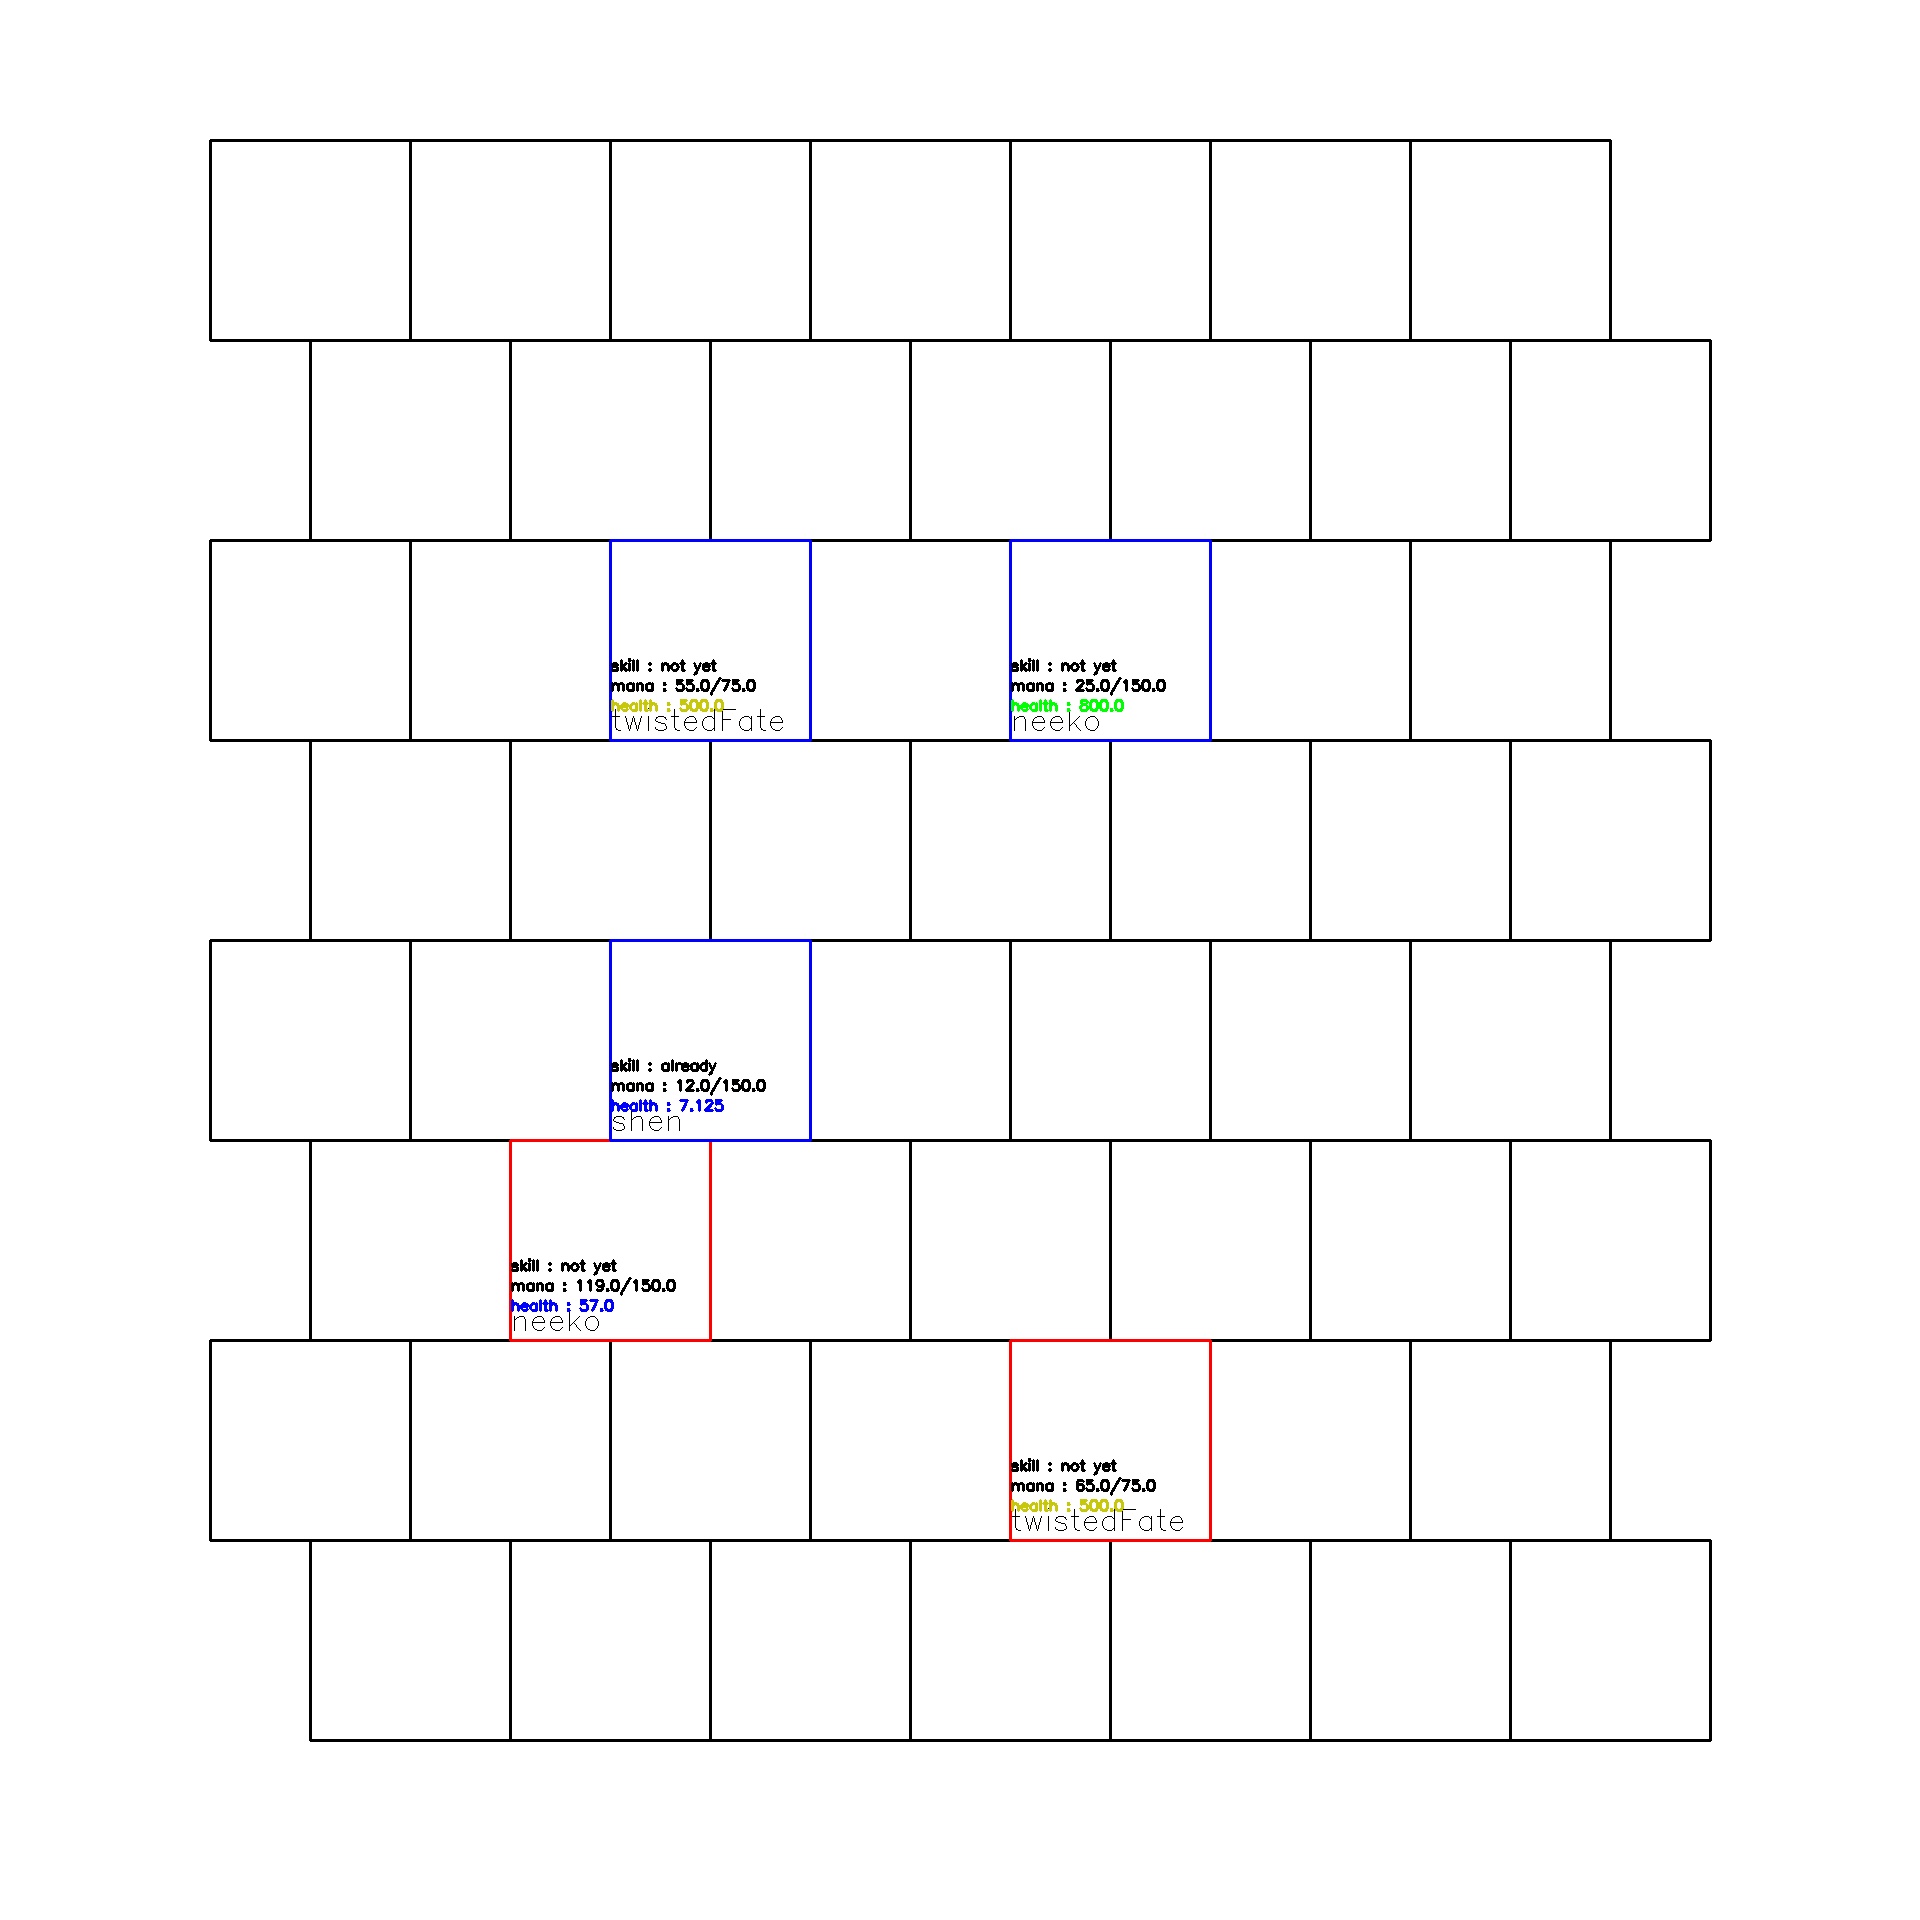 skill : not yet
mana : 55.0/75.0
health : 500.0
twistedFate
skill : not yet
mana : 25.0/150.0
health : 800.0
neeko
skill : already
mana : 12.0/150.0
health : 7.125
shen
skill : not yet
mana : 119.0/150.0
health : 57.0
neeko
skill : not yet
mana : 65.0/75.0
health : 500.0
twistedFate